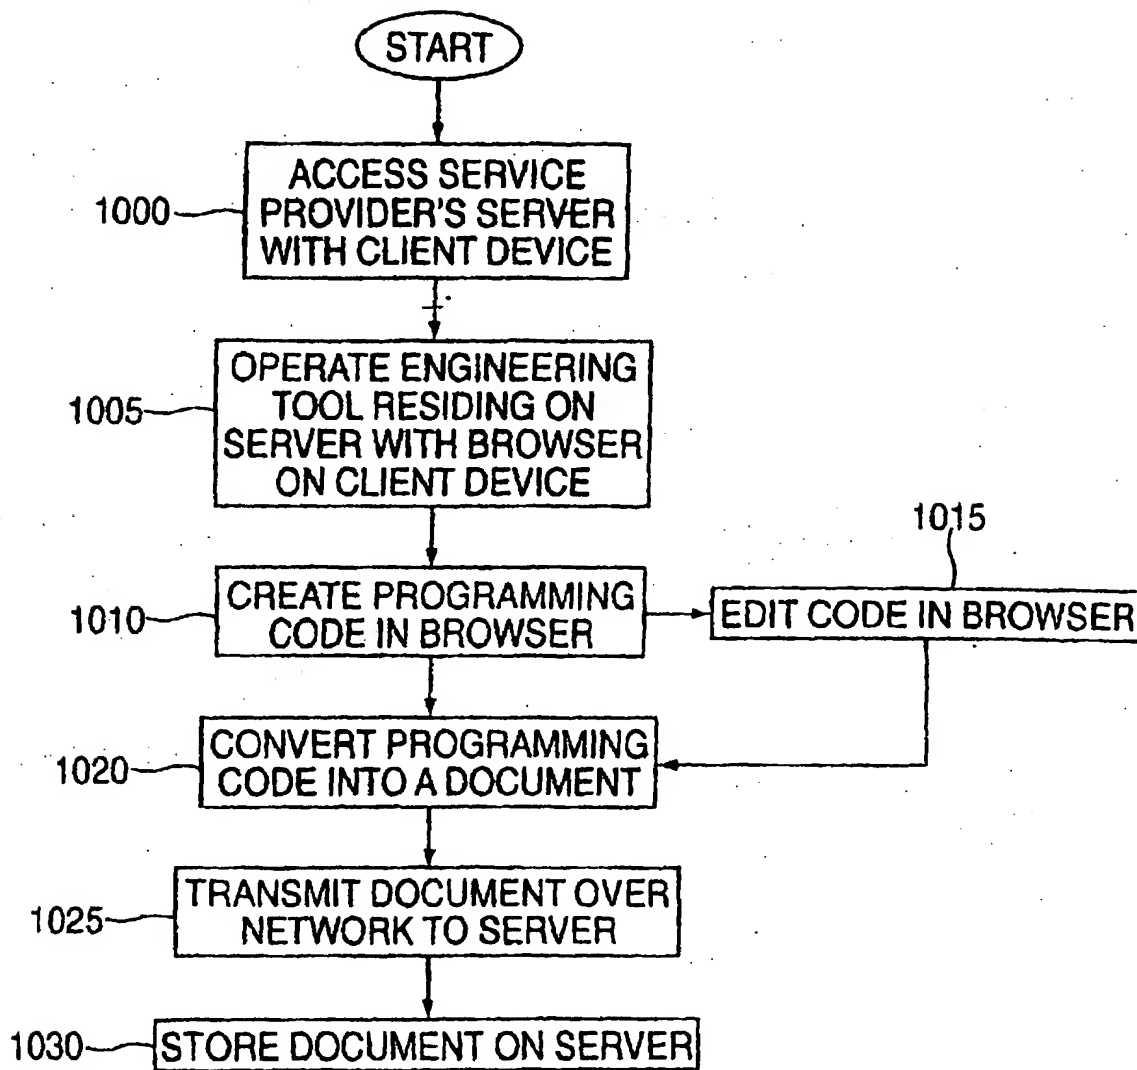 START
1000
ACCESS SERVICE
PROVIDER'S SERVER
WITH CLIENT DEVICE
1005
OPERATE ENGINEERING
TOOL RESIDING ON
SERVER WITH BROWSER
ON CLIENT DEVICE
1010
CREATE PROGRAMMING
CODE IN BROWSER
1015
EDIT CODE IN BROWSER
1020
CONVERT PROGRAMMING
CODE INTO A DOCUMENT
1025
TRANSMIT DOCUMENT OVER
NETWORK TO SERVER
1030
STORE DOCUMENT ON SERVER